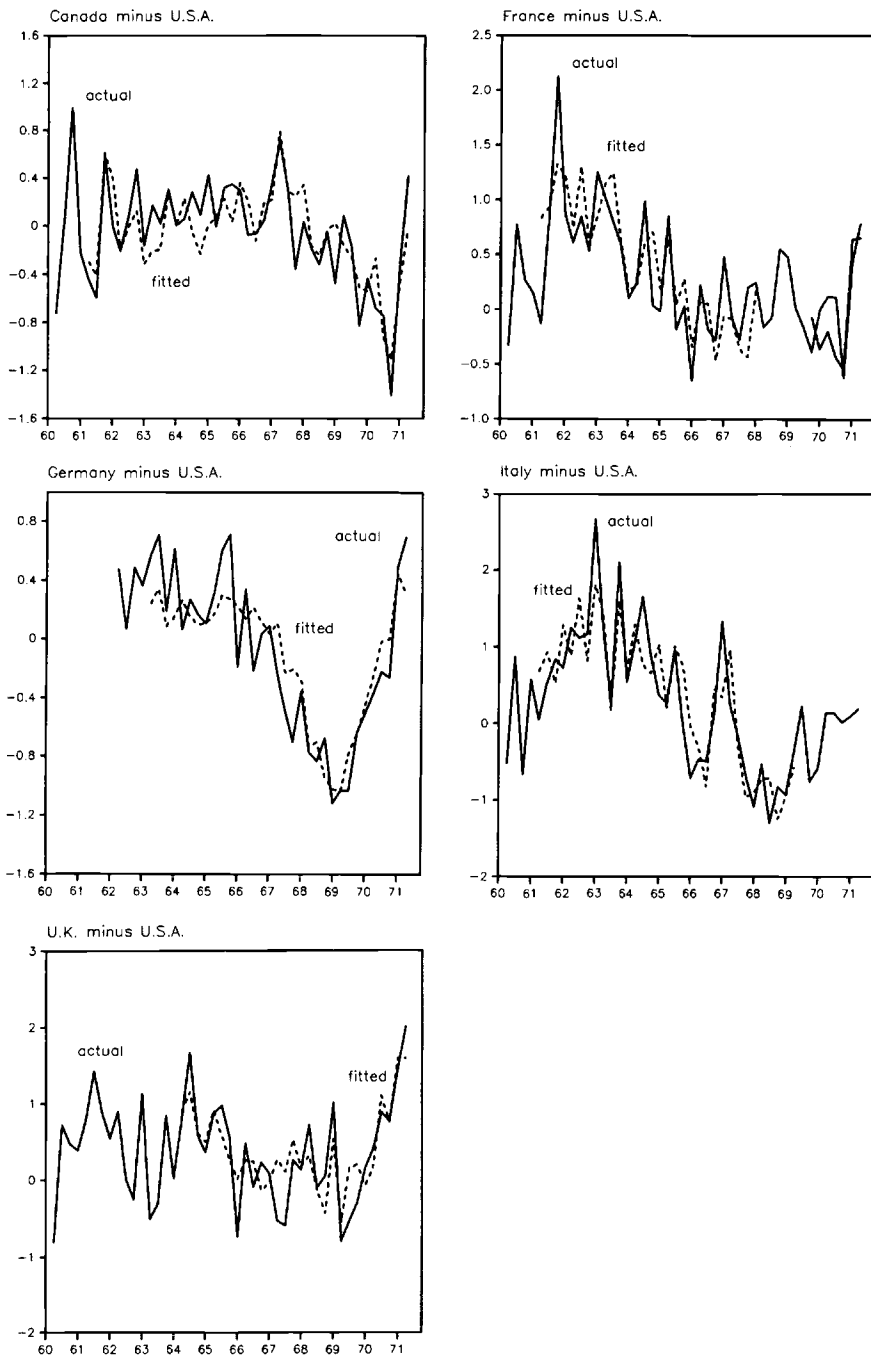 Canada minus U.S.A.
1.6
1.2
0.8
0.4
0
−0.4
−0.8
−1.2
−1.6
actual
fitted
60 61 62 63 64 65 66 67 68 69 70 71
France minus U.S.A.
2.5
2.0
1.5
1.0
0.5
0
−0.5
−1.0
actual
fitted
60 61 62 63 64 65 66 67 68 69 70 71
Germany minus U.S.A.
0.8
0.4
0
−0.4
−0.8
−1.2
−1.6
actual
fitted
60 61 62 63 64 65 66 67 68 69 70 71
Italy minus U.S.A.
3
2
1
0
−1
−2
actual
fitted
60 61 62 63 64 65 66 67 68 69 70 71
U.K. minus U.S.A.
3
2
1
0
−1
−2
actual
fitted
60 61 62 63 64 65 66 67 68 69 70 71